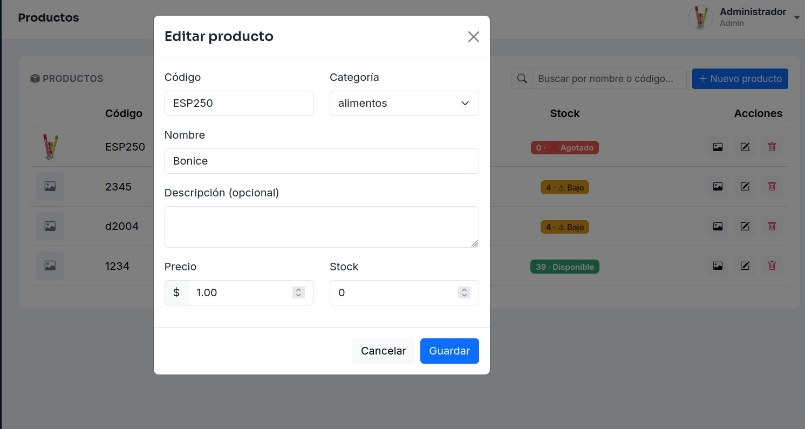 Productos
Administrador
Admin
Editar producto
Código
Categoría
ESP250
alimentos
Nombre
Bonice
Descripción (opcional)
Precio
Stock
$ 1.00
0
Cancelar
Guardar
PRODUCTOS
Buscar por nombre o código...
+ Nuevo producto
Código
Stock
Acciones
ESP250
0 · Agotado
2345
4 · ⚠ Bajo
d2004
4 · ⚠ Bajo
1234
39 · Disponible